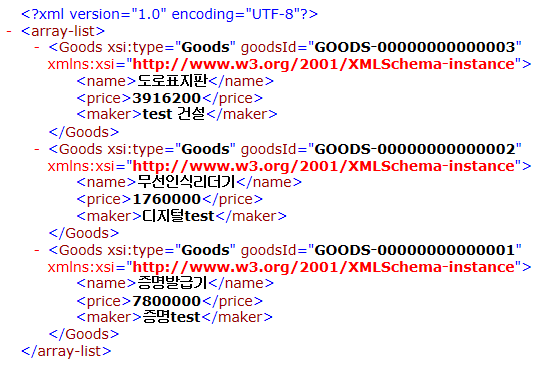 <?xml version="1.0" encoding="UTF-8"?>
- <array-list>
- <Goods xsi:type="Goods" goodsId="GOODS-00000000000003"
xmlns:xsi="http://www.w3.org/2001/XMLSchema-instance">
<name>도로표지판</name>
<price>3916200</price>
<maker>test 건설</maker>
</Goods>
- <Goods xsi:type="Goods" goodsId="GOODS-00000000000002"
xmlns:xsi="http://www.w3.org/2001/XMLSchema-instance">
<name>무선인식리더기</name>
<price>1760000</price>
<maker>디지탈test</maker>
</Goods>
- <Goods xsi:type="Goods" goodsId="GOODS-00000000000001"
xmlns:xsi="http://www.w3.org/2001/XMLSchema-instance">
<name>증명발급기</name>
<price>7800000</price>
<maker>증명test</maker>
</Goods>
</array-list>